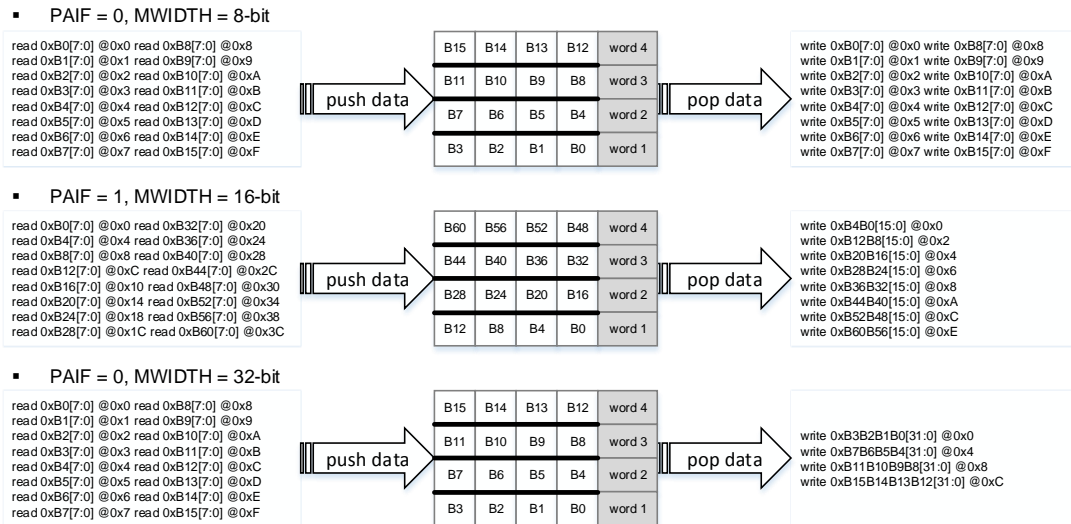 ▪ PAIF = 0, MWIDTH = 8-bit
read 0xB0[7:0] @0x0 read 0xB8[7:0] @0x8
read 0xB1[7:0] @0x1 read 0xB9[7:0] @0x9
read 0xB2[7:0] @0x2 read 0xB10[7:0] @0xA
read 0xB3[7:0] @0x3 read 0xB11[7:0] @0xB
read 0xB4[7:0] @0x4 read 0xB12[7:0] @0xC
read 0xB5[7:0] @0x5 read 0xB13[7:0] @0xD
read 0xB6[7:0] @0x6 read 0xB14[7:0] @0xE
read 0xB7[7:0] @0x7 read 0xB15[7:0] @0xF
push data
B15 B14 B13 B12 word 4
B11 B10 B9 B8 word 3
B7 B6 B5 B4 word 2
B3 B2 B1 B0 word 1
pop data
write 0xB0[7:0] @0x0 write 0xB8[7:0] @0x8
write 0xB1[7:0] @0x1 write 0xB9[7:0] @0x9
write 0xB2[7:0] @0x2 write 0xB10[7:0] @0xA
write 0xB3[7:0] @0x3 write 0xB11[7:0] @0xB
write 0xB4[7:0] @0x4 write 0xB12[7:0] @0xC
write 0xB5[7:0] @0x5 write 0xB13[7:0] @0xD
write 0xB6[7:0] @0x6 write 0xB14[7:0] @0xE
write 0xB7[7:0] @0x7 write 0xB15[7:0] @0xF
▪ PAIF = 1, MWIDTH = 16-bit
read 0xB0[7:0] @0x0 read 0xB32[7:0] @0x20
read 0xB4[7:0] @0x4 read 0xB36[7:0] @0x24
read 0xB8[7:0] @0x8 read 0xB40[7:0] @0x28
read 0xB12[7:0] @0xC read 0xB44[7:0] @0x2C
read 0xB16[7:0] @0x10 read 0xB48[7:0] @0x30
read 0xB20[7:0] @0x14 read 0xB52[7:0] @0x34
read 0xB24[7:0] @0x18 read 0xB56[7:0] @0x38
read 0xB28[7:0] @0x1C read 0xB60[7:0] @0x3C
push data
B60 B56 B52 B48 word 4
B44 B40 B36 B32 word 3
B28 B24 B20 B16 word 2
B12 B8 B4 B0 word 1
pop data
write 0xB4B0[15:0] @0x0
write 0xB12B8[15:0] @0x2
write 0xB20B16[15:0] @0x4
write 0xB28B24[15:0] @0x6
write 0xB36B32[15:0] @0x8
write 0xB44B40[15:0] @0xA
write 0xB52B48[15:0] @0xC
write 0xB60B56[15:0] @0xE
▪ PAIF = 0, MWIDTH = 32-bit
read 0xB0[7:0] @0x0 read 0xB8[7:0] @0x8
read 0xB1[7:0] @0x1 read 0xB9[7:0] @0x9
read 0xB2[7:0] @0x2 read 0xB10[7:0] @0xA
read 0xB3[7:0] @0x3 read 0xB11[7:0] @0xB
read 0xB4[7:0] @0x4 read 0xB12[7:0] @0xC
read 0xB5[7:0] @0x5 read 0xB13[7:0] @0xD
read 0xB6[7:0] @0x6 read 0xB14[7:0] @0xE
read 0xB7[7:0] @0x7 read 0xB15[7:0] @0xF
push data
B15 B14 B13 B12 word 4
B11 B10 B9 B8 word 3
B7 B6 B5 B4 word 2
B3 B2 B1 B0 word 1
pop data
write 0xB3B2B1B0[31:0] @0x0
write 0xB7B6B5B4[31:0] @0x4
write 0xB11B10B9B8[31:0] @0x8
write 0xB15B14B13B12[31:0] @0xC